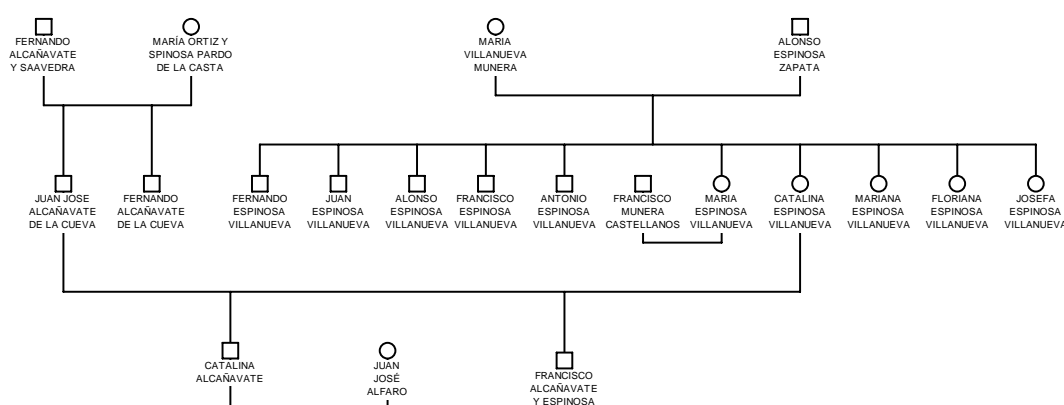 FERNANDO
ALCAÑAVATE
Y SAAVEDRA
MARÍA ORTIZ Y
SPINOSA PARDO
DE LA CASTA
MARIA
VILLANUEVA
MUNERA
ALONSO
ESPINOSA
ZAPATA
JUAN JOSE
ALCAÑAVATE
DE LA CUEVA
FERNANDO
ALCAÑAVATE
DE LA CUEVA
FERNANDO
ESPINOSA
VILLANUEVA
JUAN
ESPINOSA
VILLANUEVA
ALONSO
ESPINOSA
VILLANUEVA
FRANCISCO
ESPINOSA
VILLANUEVA
ANTONIO
ESPINOSA
VILLANUEVA
FRANCISCO
MUNERA
CASTELLANOS
MARIA
ESPINOSA
VILLANUEVA
CATALINA
ESPINOSA
VILLANUEVA
MARIANA
ESPINOSA
VILLANUEVA
FLORIANA
ESPINOSA
VILLANUEVA
JOSEFA
ESPINOSA
VILLANUEVA
CATALINA
ALCAÑAVATE
JUAN
JOSÉ
ALFARO
FRANCISCO
ALCAÑAVATE
Y ESPINOSA